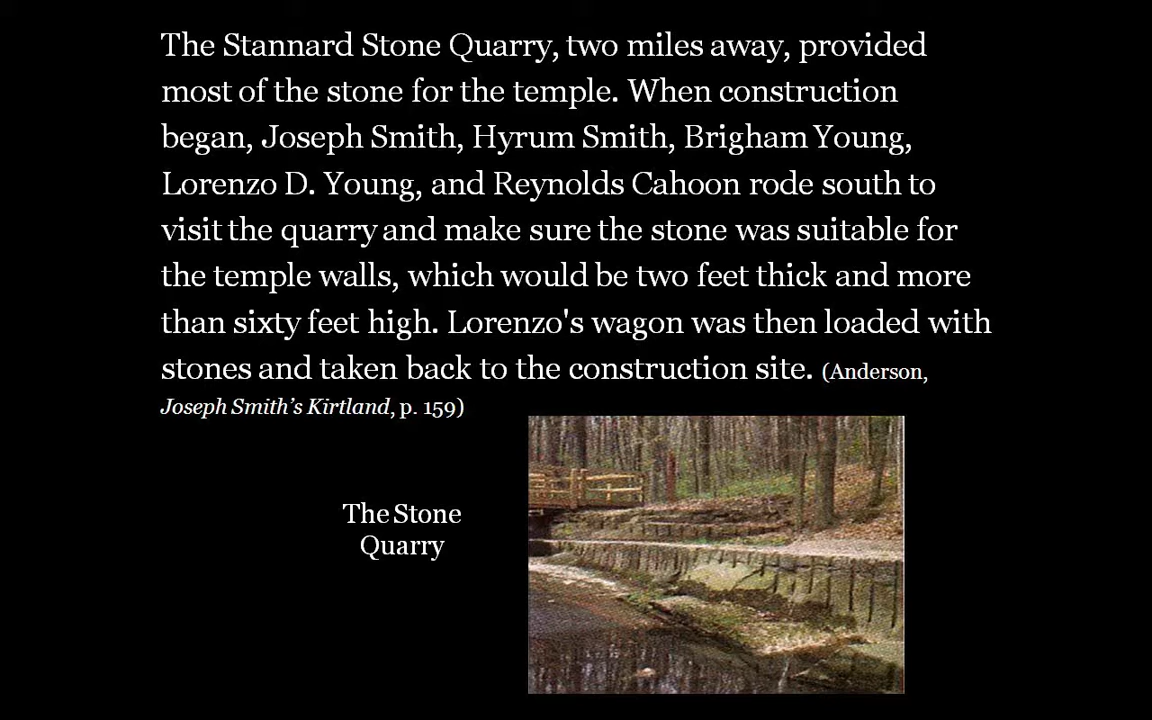 The Stannard Stone Quarry, two miles away, provided
most of the stone for the temple. When construction
began, Joseph Smith, Hyrum Smith, Brigham Young,
Lorenzo D. Young, and Reynolds Cahoon rode south to
visit the quarry and make sure the stone was suitable for
the temple walls, which would be two feet thick and more
than sixty feet high. Lorenzo's wagon was then loaded with
stones and taken back to the construction site. (Anderson,
Joseph Smith’s Kirtland, p. 159)
The Stone
Quarry